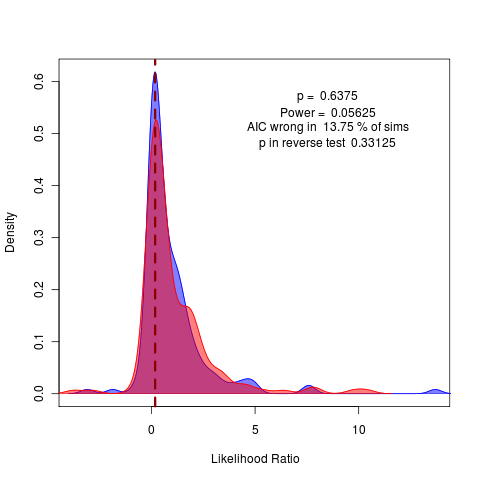 p = 0.6375
Power = 0.05625
AIC wrong in 13.75 % of sims
p in reverse test 0.33125
0.6
0.5
0.4
0.3
0.2
0.1
0.0
Density
0 5 10
Likelihood Ratio